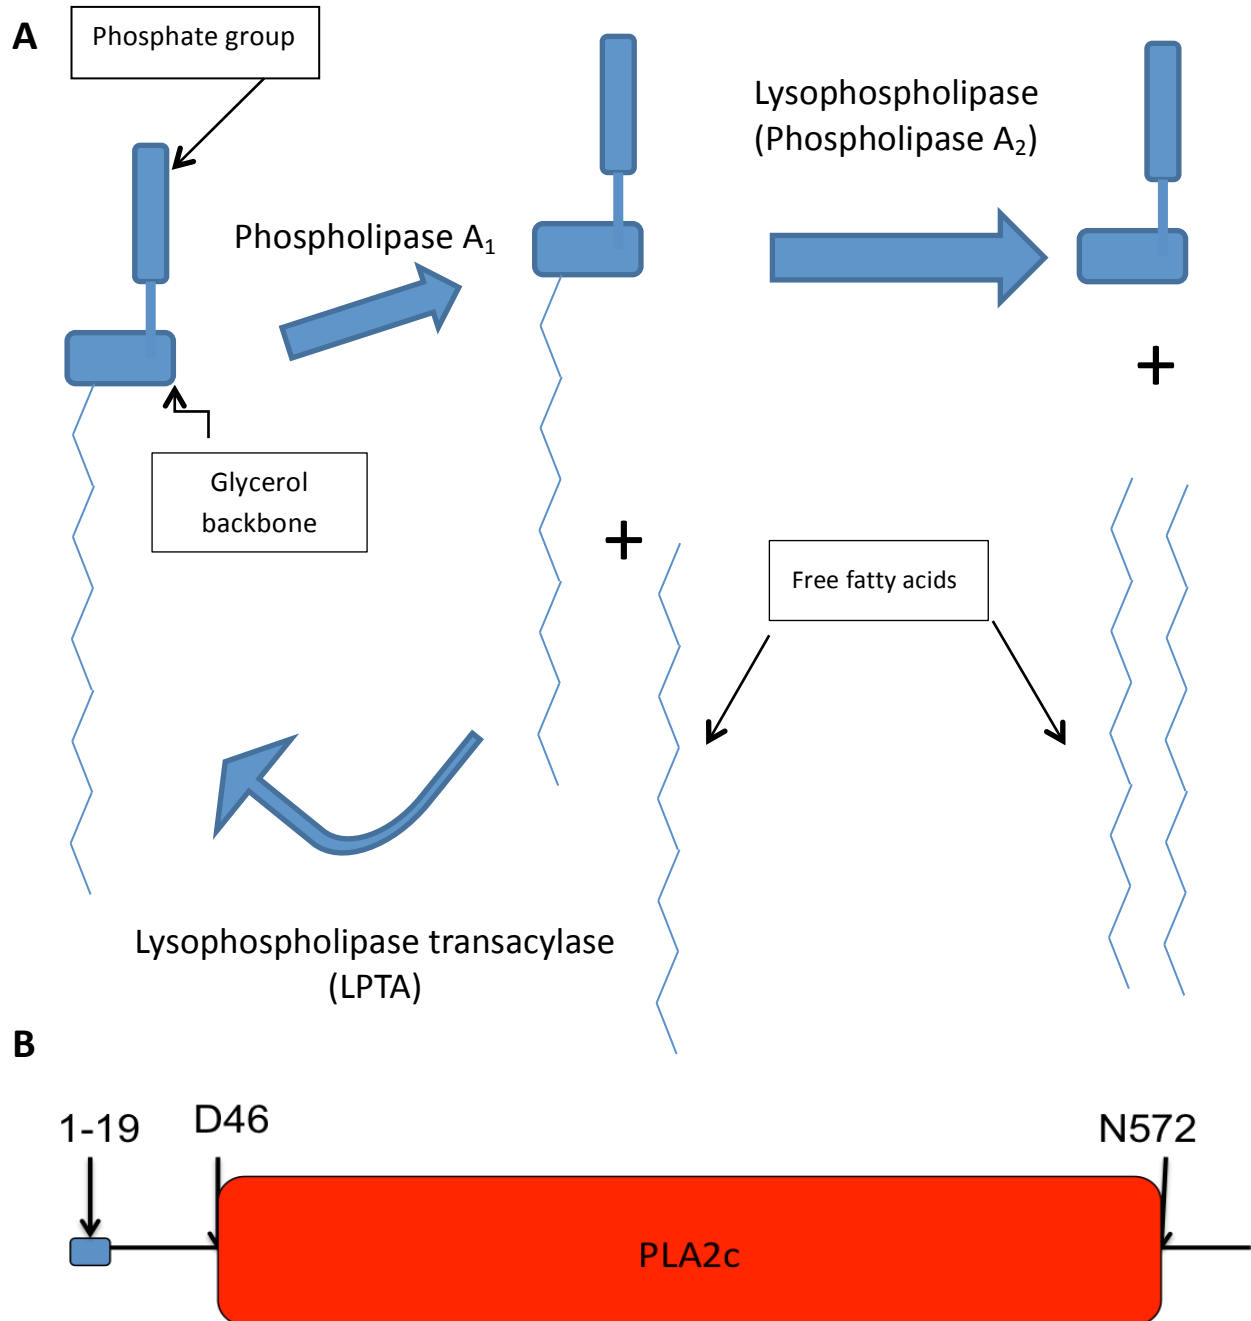 A
Phosphate group
Lysophospholipase
(Phospholipase A₂)
Phospholipase A₁
+
Glycerol
backbone
+
Free fatty acids
Lysophospholipase transacylase
(LPTA)
B
1-19
D46
N572
PLA2c